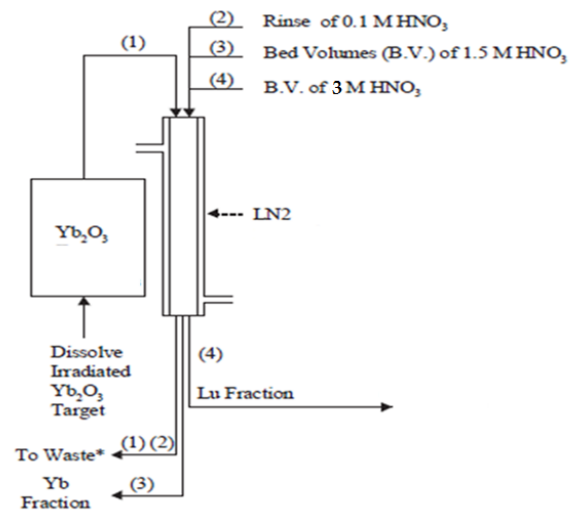 (1)
(2) Rinse of 0.1 M HNO₃
(3) Bed Volumes (B.V.) of 1.5 M HNO₃
(4) B.V. of 3 M HNO₃
Yb₂O₃
LN2
Dissolve
Irradiated
Yb₂O₃
Target
(4)
Lu Fraction
To Waste* (1) (2)
Yb
Fraction
(3)